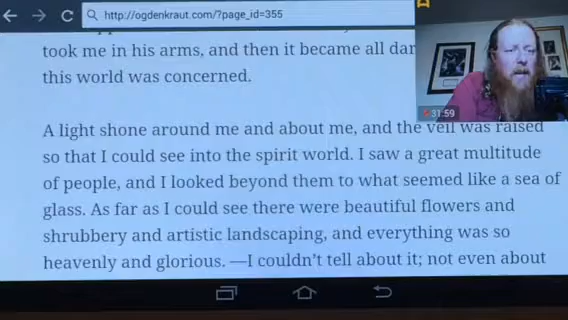 http://ogdenkraut.com/?page_id=355
took me in his arms, and then it became all dar
this world was concerned.
31:59
A light shone around me and about me, and the veil was raised
so that I could see into the spirit world. I saw a great multitude
of people, and I looked beyond them to what seemed like a sea of
glass. As far as I could see there were beautiful flowers and
shrubbery and artistic landscaping, and everything was so
heavenly and glorious. —I couldn't tell about it; not even about